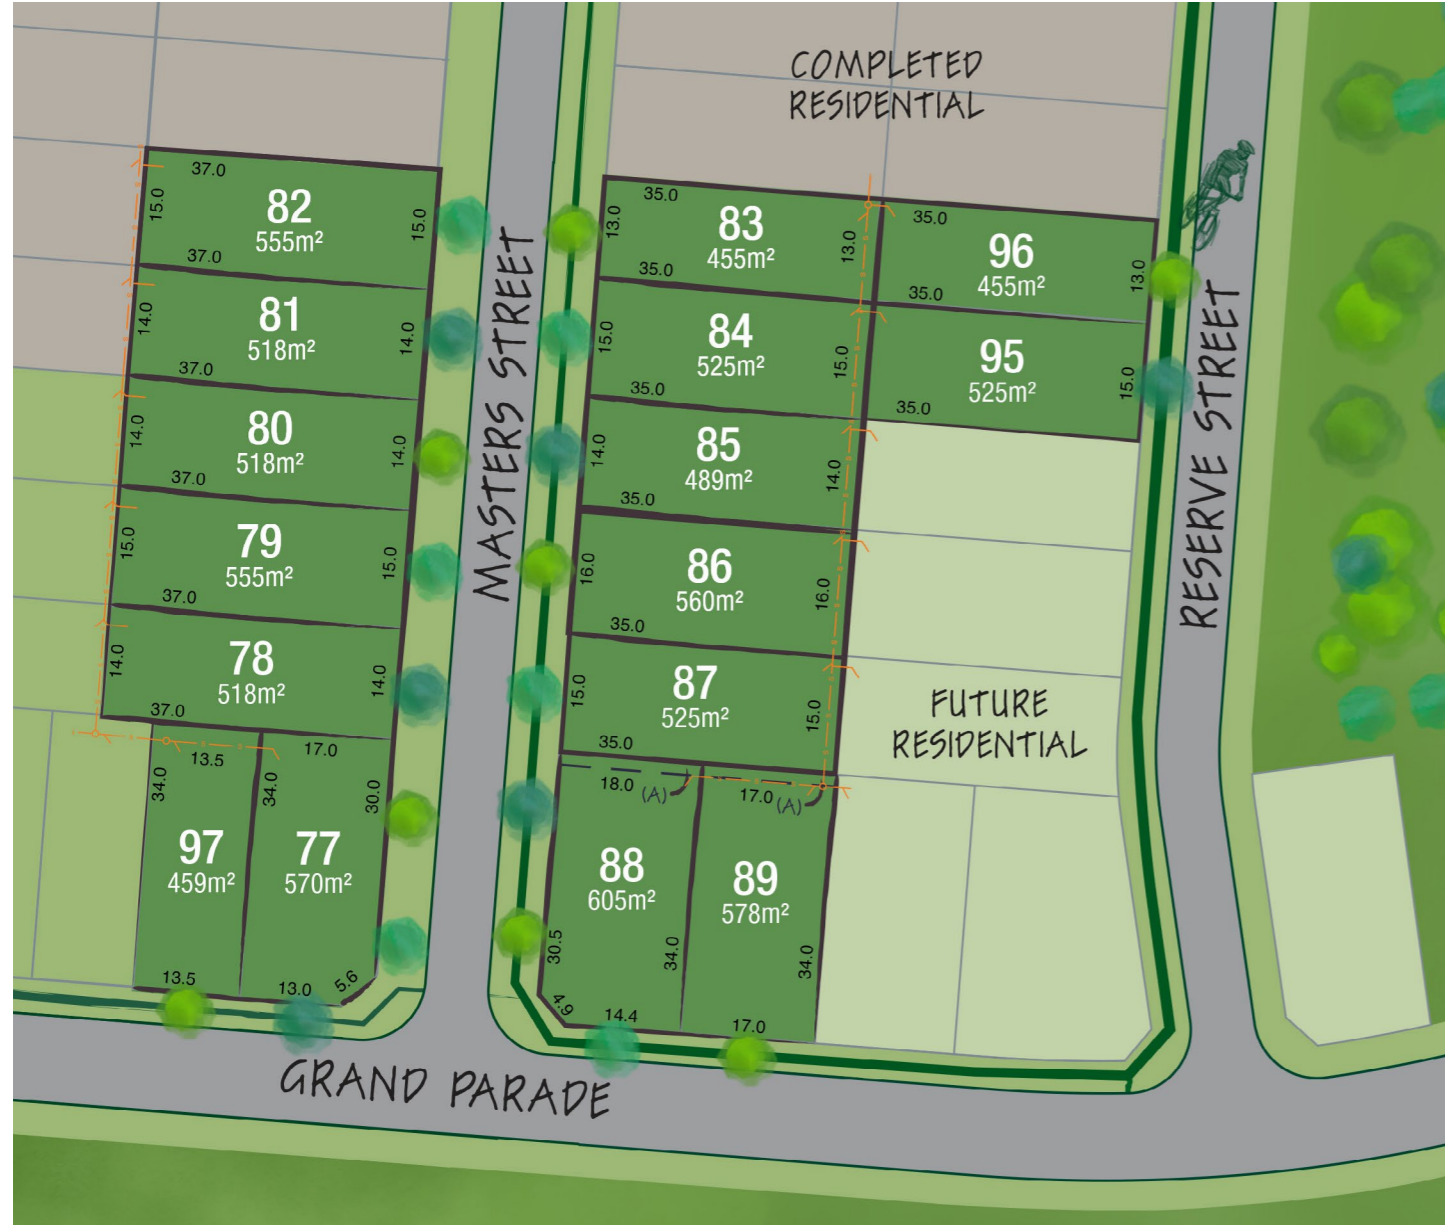 COMPLETED
RESIDENTIAL
37.0
15.0
82
555m²
15.0
37.0
14.0
81
518m²
14.0
37.0
14.0
80
518m²
14.0
37.0
15.0
79
555m²
15.0
37.0
14.0
78
518m²
14.0
37.0
13.5
34.0
97
459m²
13.5
17.0
34.0
30.0
77
570m²
13.0
5.6
MASTERS STREET
35.0
13.0
83
455m²
13.0
35.0
15.0
84
525m²
15.0
35.0
14.0
85
489m²
14.0
35.0
16.0
86
560m²
16.0
35.0
15.0
87
525m²
15.0
35.0
18.0
(A)
88
605m²
30.5
34.0
4.9
14.4
17.0
(A)
89
578m²
34.0
17.0
35.0
96
455m²
13.0
35.0
95
525m²
15.0
35.0
RESERVE STREET
FUTURE
RESIDENTIAL
GRAND PARADE